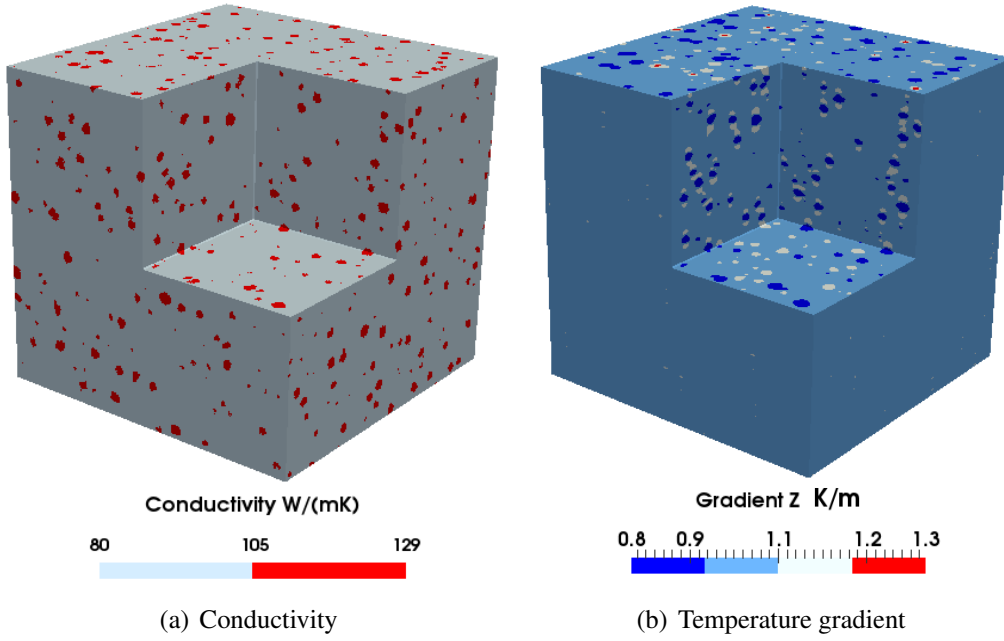 Conductivity W/(mK)
80 105 129
(a) Conductivity
Gradient Z K/m
0.8 0.9 1.1 1.2 1.3
(b) Temperature gradient